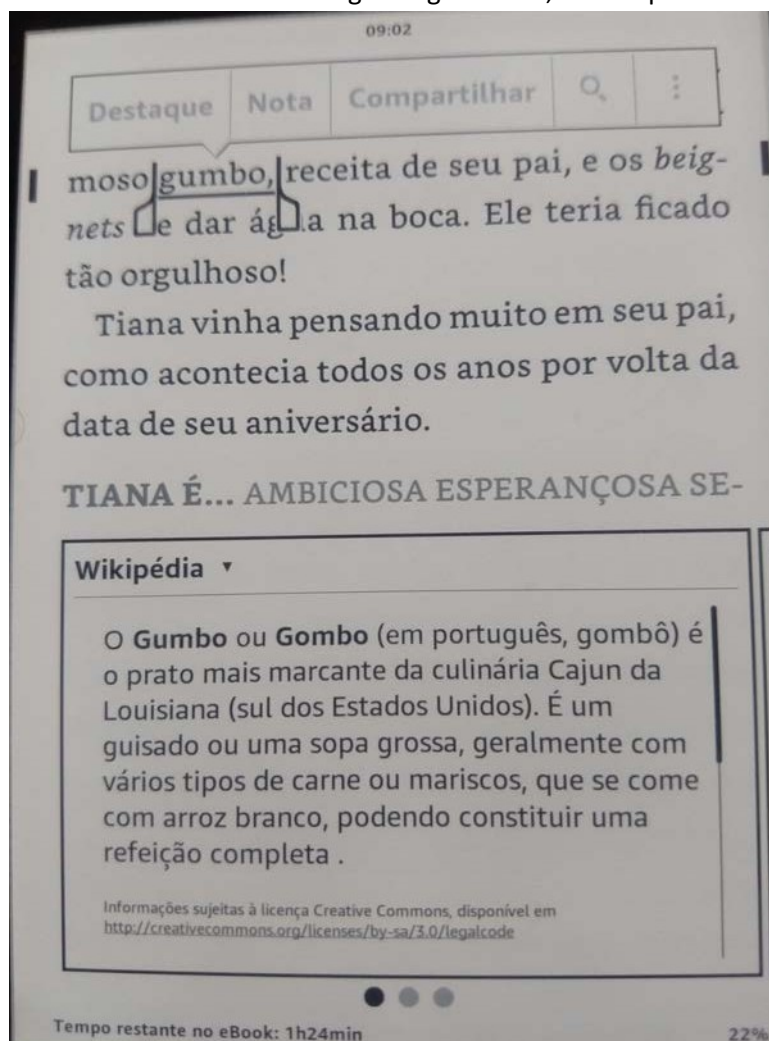 09:02
Destaque Nota Compartilhar
moso gumbo, receita de seu pai, e os beig-
nets de dar água na boca. Ele teria ficado
tão orgulhoso!
Tiana vinha pensando muito em seu pai,
como acontecia todos os anos por volta da
data de seu aniversário.
TIANA É... AMBICIOSA ESPERANÇOSA SE-
Wikipédia
O Gumbo ou Gombo (em português, gombô) é
o prato mais marcante da culinária Cajun da
Louisiana (sul dos Estados Unidos). É um
guisado ou uma sopa grossa, geralmente com
vários tipos de carne ou mariscos, que se come
com arroz branco, podendo constituir uma
refeição completa .
Informações sujeitas à licença Creative Commons, disponível em
http://creativecommons.org/licenses/by-sa/3.0/legalcode
Tempo restante no eBook: 1h24min 22%